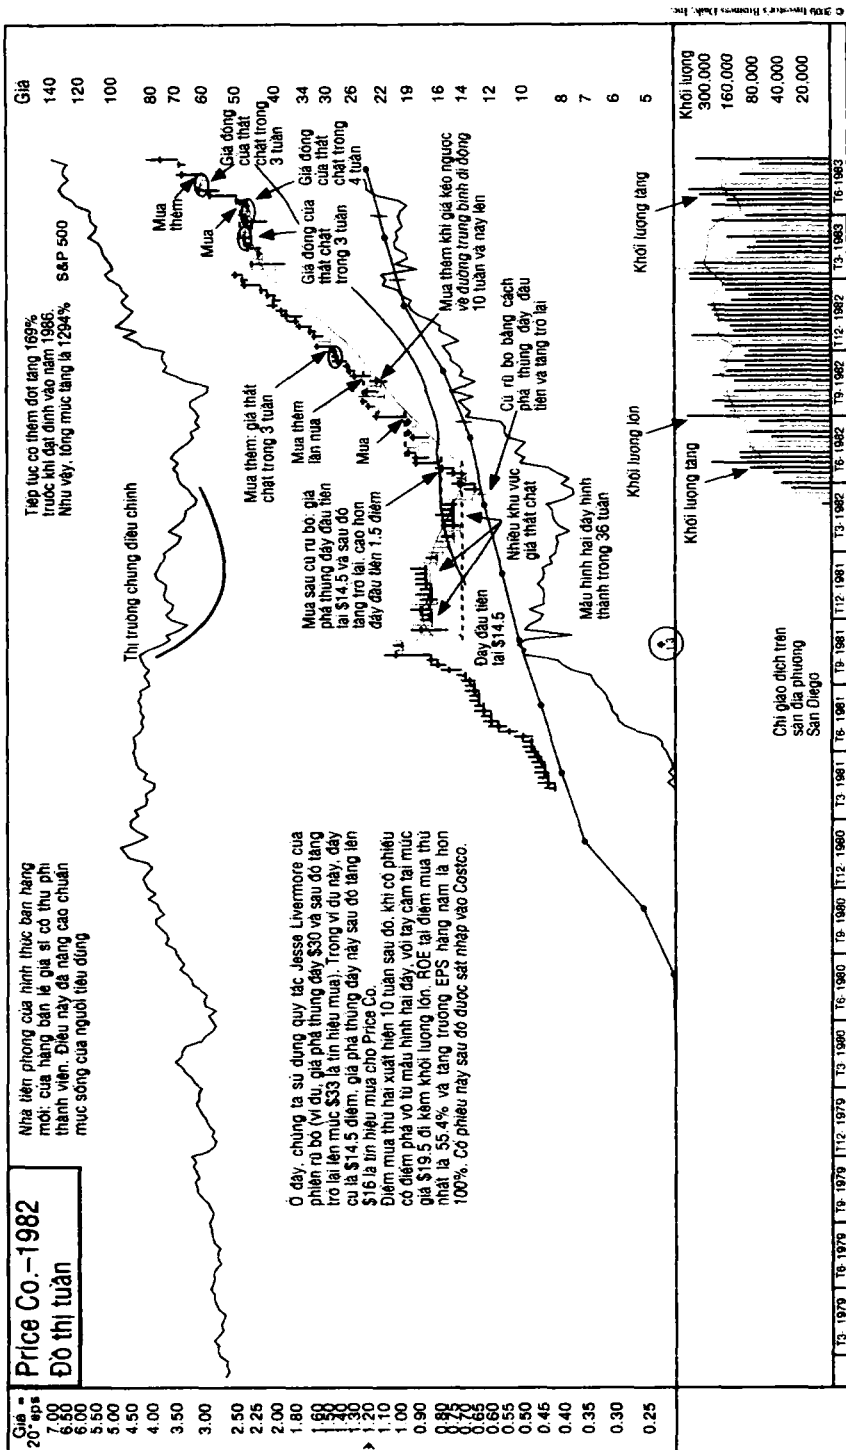 Giá =
20*eps
Price Co.–1982
Đồ thị tuần
Nhà tiên phong của hình thức bán hàng
mới: cửa hàng bán lẻ giá sỉ có thu phí
thành viên. Điều này đã nâng cao chuẩn
mực sống của người tiêu dùng
Tiếp tục có thêm đợt tăng 169%
trước khi đạt đỉnh vào năm 1986.
Như vậy, tổng mức tăng là 1294%
S&P 500
Thị trường chung điều chỉnh
Giá
140
120
100
80
70
60
50
40
34
30
26
22
19
16
14
12
10
8
7
6
5
7.00
6.50
6.00
5.50
5.00
4.50
4.00
3.50
3.00
2.50
2.25
2.00
1.80
1.60
1.50
1.40
1.30
1.20
1.10
1.00
0.90
0.80
0.75
0.70
0.65
0.60
0.55
0.50
0.45
0.40
0.35
0.30
0.25
Mua
thêm
Giá đóng
cửa thắt
chặt trong
3 tuần
Mua
Giá đóng
cửa thắt
chặt trong
4 tuần
Giá đóng cửa
thắt chặt
trong 3 tuần
Mua thêm: giá thắt
chặt trong 3 tuần
Mua thêm
lần nữa
Mua
Mua thêm khi giá kéo ngược
về đường trung bình di động
10 tuần và nảy lên
Mua sau cú rũ bỏ: giá
phá thủng đáy đầu tiên
tại $14.5 và sau đó
tăng trở lại, cao hơn
đáy đầu tiên 1.5 điểm
Cú rũ bỏ bằng cách
phá thủng đáy đầu
tiên và tăng trở lại
Nhiều khu vực
giá thắt chặt
Đáy đầu tiên
tại $14.5
Mẫu hình hai đáy hình
thành trong 36 tuần
Ở đây, chúng ta sử dụng quy tắc Jesse Livermore của
phiên rũ bỏ (ví dụ, giá phá thủng đáy $30 và sau đó tăng
trở lại lên mức $33 là tín hiệu mua). Trong ví dụ này, đáy
cũ là $14.5 điểm, giá phá thủng đáy này sau đó tăng lên
$16 là tín hiệu mua cho Price Co.
Điểm mua thứ hai xuất hiện 10 tuần sau đó, khi cổ phiếu
có điểm phá vỡ từ mẫu hình hai đáy, với tay cầm tại mức
giá $19.5 đi kèm khối lượng lớn. ROE tại điểm mua thứ
nhất là 55.4% và tăng trưởng EPS hàng năm là hơn
100%. Cổ phiếu này sau đó được sát nhập vào Costco.
13
Chỉ giao dịch trên
sàn địa phương
San Diego
Khối lượng tăng
Khối lượng lớn
Khối lượng tăng
Khối lượng
300,000
160,000
80,000
40,000
20,000
T3- 1979
T6- 1979
T9- 1979
T12- 1979
T3- 1980
T6- 1980
T9- 1980
T12- 1980
T3- 1981
T6- 1981
T9- 1981
T12- 1981
T3- 1982
T6- 1982
T9- 1982
T12- 1982
T3- 1983
T6- 1983
© 2009 Investor's Business Daily, Inc.